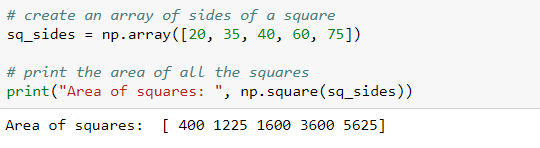 # create an array of sides of a square
sq_sides = np.array([20, 35, 40, 60, 75])
# print the area of all the squares
print("Area of squares: ", np.square(sq_sides))
Area of squares:  [ 400 1225 1600 3600 5625]